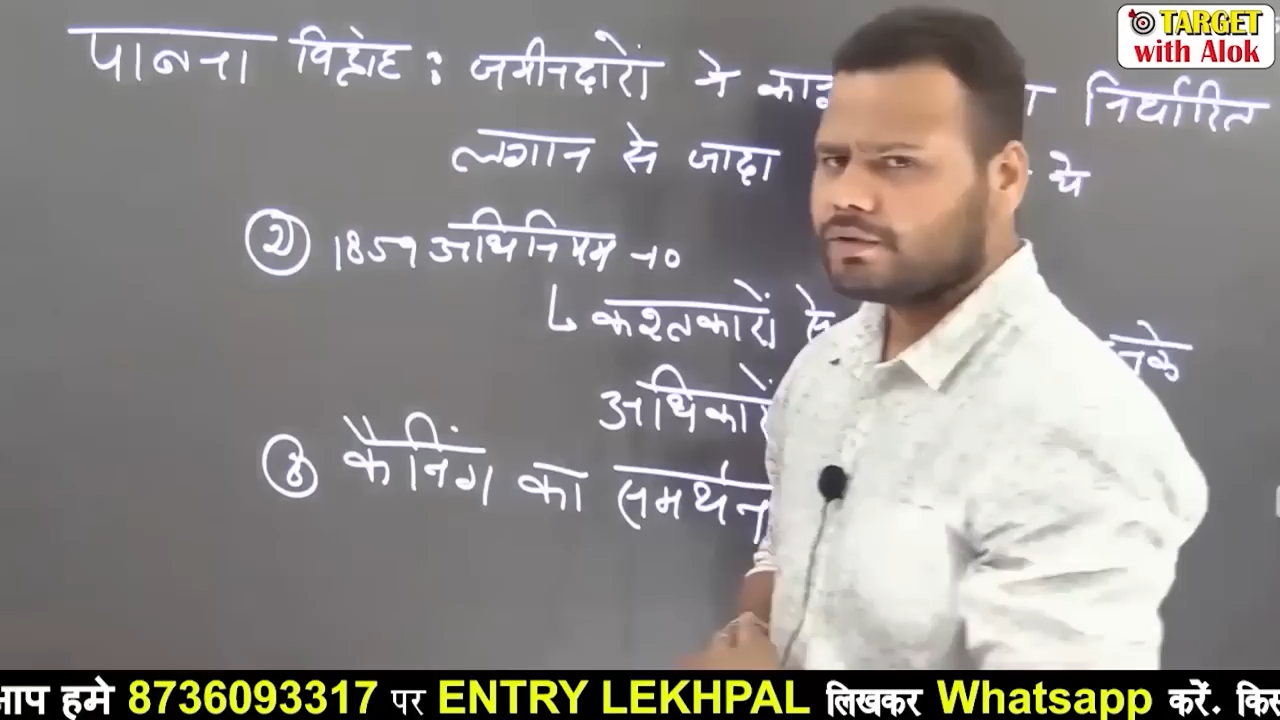 TARGET
with Alok
पाबना विद्रोह : जमीनदारों ने निर्धारित
लगान से जादा थे
② 1859 अधिनियम -10
↳ कश्तकारों से
③ कैनिंग का समर्थन
आप हमे 8736093317 पर ENTRY LEKHPAL लिखकर Whatsapp करें.